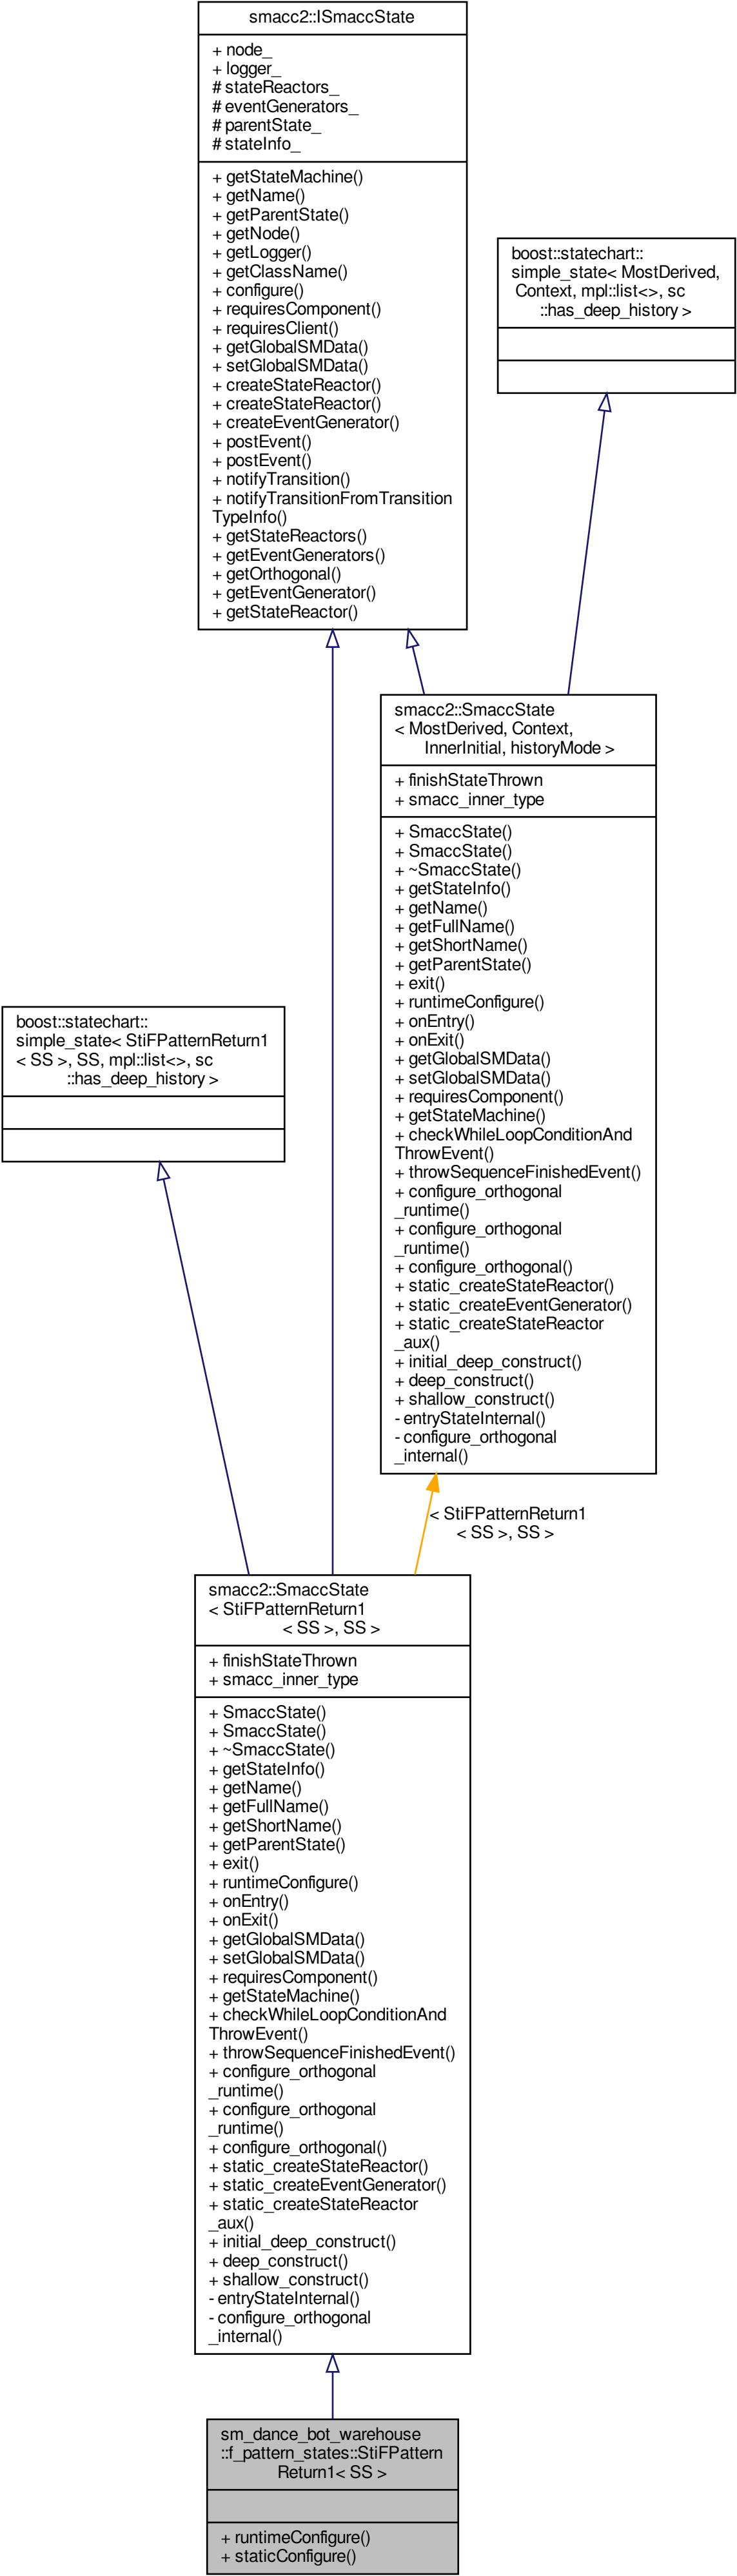 smacc2::ISmaccState
+ node_
+ logger_
# stateReactors_
# eventGenerators_
# parentState_
# stateInfo_
+ getStateMachine()
+ getName()
+ getParentState()
+ getNode()
+ getLogger()
+ getClassName()
+ configure()
+ requiresComponent()
+ requiresClient()
+ getGlobalSMData()
+ setGlobalSMData()
+ createStateReactor()
+ createStateReactor()
+ createEventGenerator()
+ postEvent()
+ postEvent()
+ notifyTransition()
+ notifyTransitionFromTransition
TypeInfo()
+ getStateReactors()
+ getEventGenerators()
+ getOrthogonal()
+ getEventGenerator()
+ getStateReactor()
boost::statechart::
simple_state< MostDerived,
Context, mpl::list<>, sc
::has_deep_history >
smacc2::SmaccState
< MostDerived, Context,
InnerInitial, historyMode >
+ finishStateThrown
+ smacc_inner_type
+ SmaccState()
+ SmaccState()
+ ~SmaccState()
+ getStateInfo()
+ getName()
+ getFullName()
+ getShortName()
+ getParentState()
+ exit()
+ runtimeConfigure()
+ onEntry()
+ onExit()
+ getGlobalSMData()
+ setGlobalSMData()
+ requiresComponent()
+ getStateMachine()
+ checkWhileLoopConditionAnd
ThrowEvent()
+ throwSequenceFinishedEvent()
+ configure_orthogonal
_runtime()
+ configure_orthogonal
_runtime()
+ configure_orthogonal()
+ static_createStateReactor()
+ static_createEventGenerator()
+ static_createStateReactor
_aux()
+ initial_deep_construct()
+ deep_construct()
+ shallow_construct()
- entryStateInternal()
- configure_orthogonal
_internal()
boost::statechart::
simple_state< StiFPatternReturn1
< SS >, SS, mpl::list<>, sc
::has_deep_history >
< StiFPatternReturn1
< SS >, SS >
smacc2::SmaccState
< StiFPatternReturn1
< SS >, SS >
+ finishStateThrown
+ smacc_inner_type
+ SmaccState()
+ SmaccState()
+ ~SmaccState()
+ getStateInfo()
+ getName()
+ getFullName()
+ getShortName()
+ getParentState()
+ exit()
+ runtimeConfigure()
+ onEntry()
+ onExit()
+ getGlobalSMData()
+ setGlobalSMData()
+ requiresComponent()
+ getStateMachine()
+ checkWhileLoopConditionAnd
ThrowEvent()
+ throwSequenceFinishedEvent()
+ configure_orthogonal
_runtime()
+ configure_orthogonal
_runtime()
+ configure_orthogonal()
+ static_createStateReactor()
+ static_createEventGenerator()
+ static_createStateReactor
_aux()
+ initial_deep_construct()
+ deep_construct()
+ shallow_construct()
- entryStateInternal()
- configure_orthogonal
_internal()
sm_dance_bot_warehouse
::f_pattern_states::StiFPattern
Return1< SS >
+ runtimeConfigure()
+ staticConfigure()